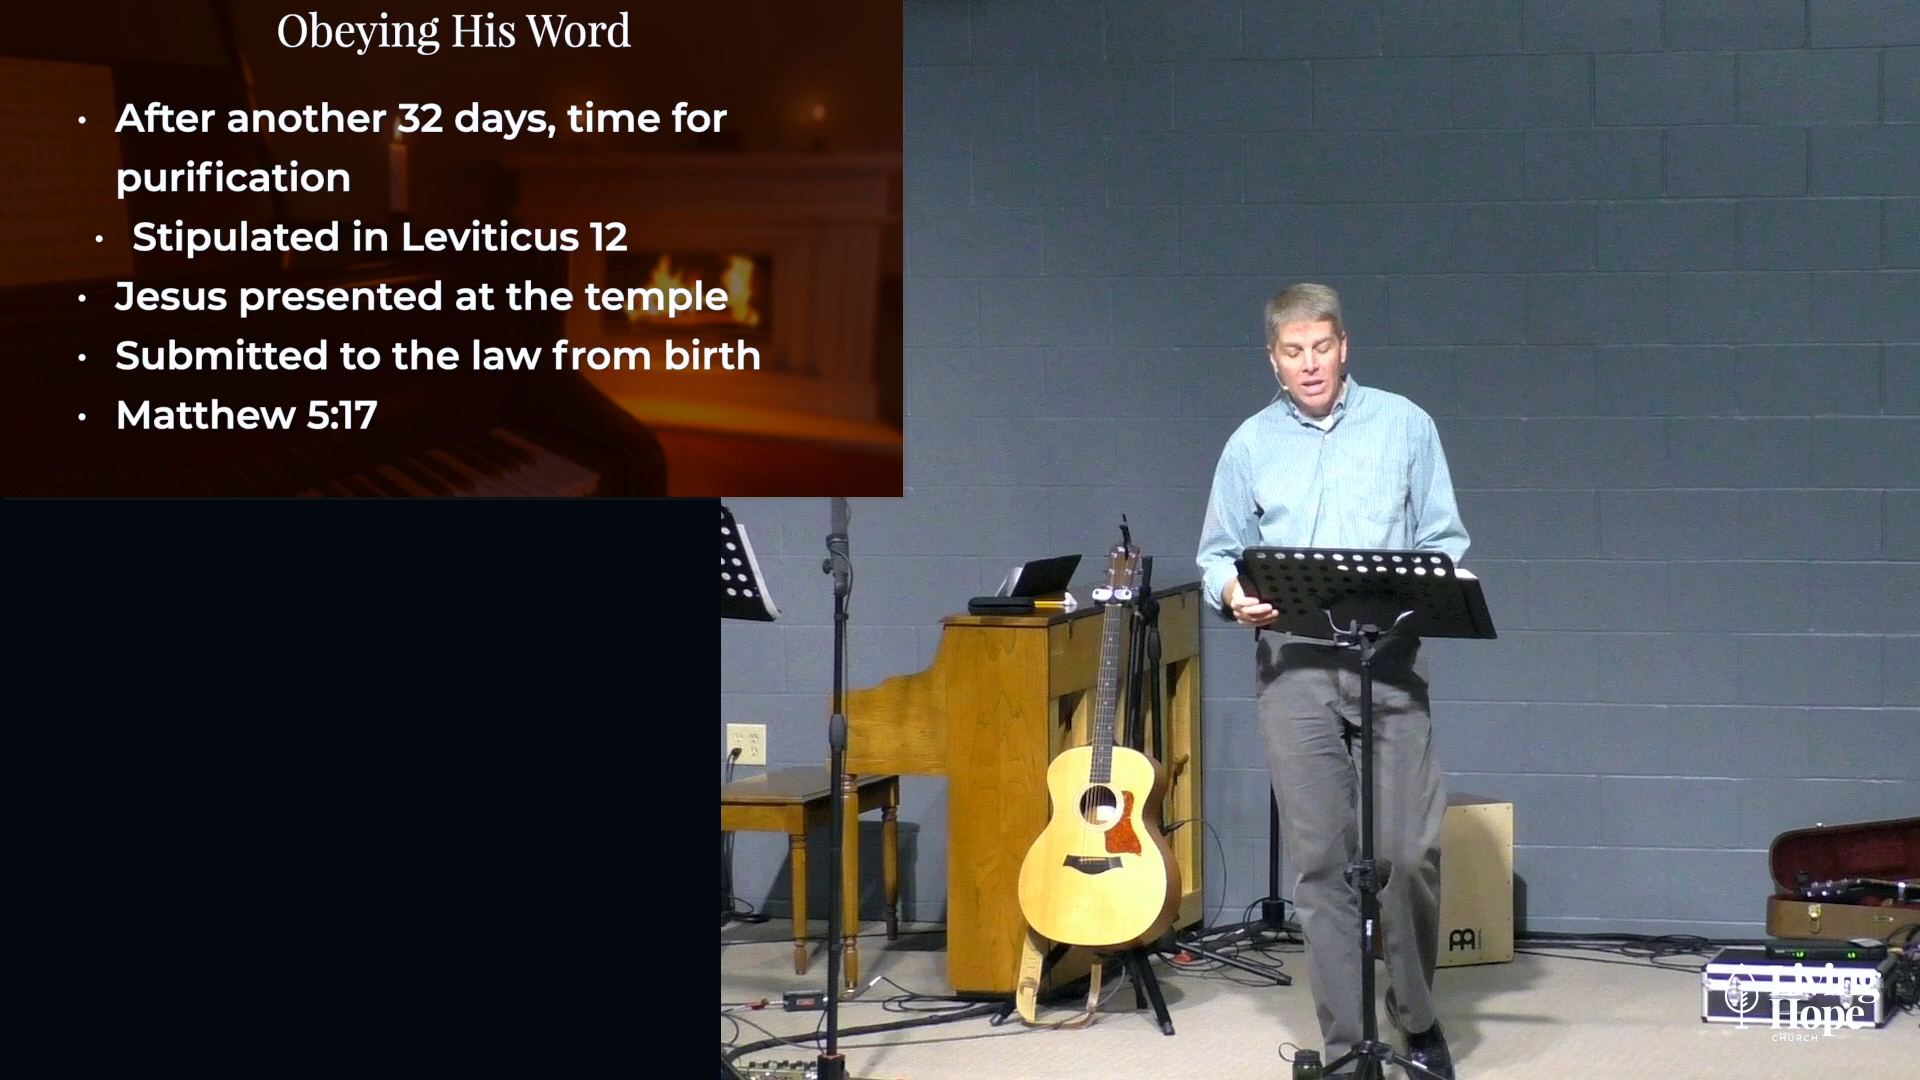 Obeying His Word
• After another 32 days, time for
purification
• Stipulated in Leviticus 12
• Jesus presented at the temple
• Submitted to the law from birth
• Matthew 5:17
Living
Hope
CHURCH